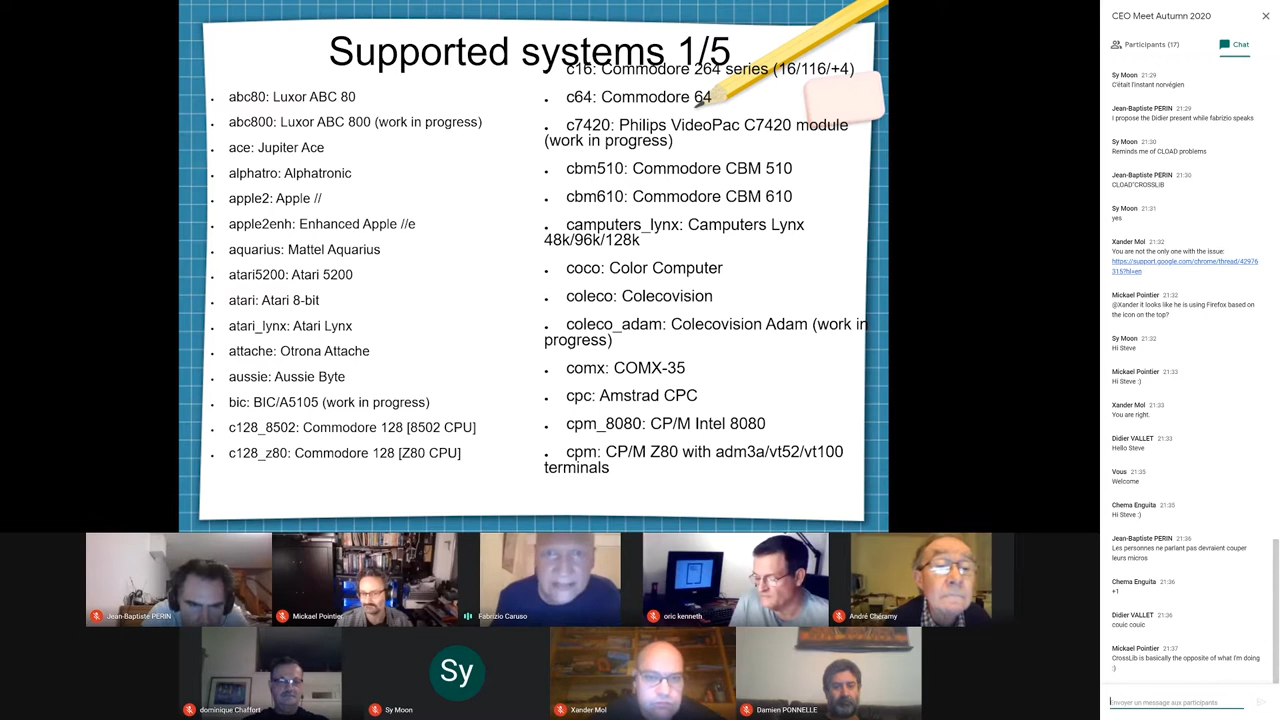 Supported systems 1/5
abc80: Luxor ABC 80
abc800: Luxor ABC 800 (work in progress)
ace: Jupiter Ace
alphatro: Alphatronic
apple2: Apple //
apple2enh: Enhanced Apple //e
aquarius: Mattel Aquarius
atari5200: Atari 5200
atari: Atari 8-bit
atari_lynx: Atari Lynx
attache: Otrona Attache
aussie: Aussie Byte
bic: BIC/A5105 (work in progress)
c128_8502: Commodore 128 [8502 CPU]
c128_z80: Commodore 128 [Z80 CPU]
c16: Commodore 264 series (16/116/+4)
c64: Commodore 64
c7420: Philips VideoPac C7420 module
(work in progress)
cbm510: Commodore CBM 510
cbm610: Commodore CBM 610
camputers_lynx: Camputers Lynx
48k/96k/128k
coco: Color Computer
coleco: Colecovision
coleco_adam: Colecovision Adam (work in
progress)
comx: COMX-35
cpc: Amstrad CPC
cpm_8080: CP/M Intel 8080
cpm: CP/M Z80 with adm3a/vt52/vt100
terminals
Jean-Baptiste PERIN
Mickael Pointier
Fabrizio Caruso
oric kenneth
André Chéramy
dominique Chaffort
Sy
Sy Moon
Xander Mol
Damien PONNELLE
CEO Meet Autumn 2020
Participants (17)
Chat
Sy Moon 21:29
C'était l'instant norvégien
Jean-Baptiste PERIN 21:29
I propose the Didier present while fabrizio speaks
Sy Moon 21:30
Reminds me of CLOAD problems
Jean-Baptiste PERIN 21:30
CLOAD"CROSSLIB
Sy Moon 21:31
yes
Xander Mol 21:32
You are not the only one with the issue:
https://support.google.com/chrome/thread/42976
315?hl=en
Mickael Pointier 21:32
@Xander it looks like he is using Firefox based on
the icon on the top?
Sy Moon 21:32
Hi Steve
Mickael Pointier 21:33
Hi Steve :)
Xander Mol 21:33
You are right.
Didier VALLET 21:33
Hello Steve
Vous 21:35
Welcome
Chema Enguita 21:35
Hi Steve :)
Jean-Baptiste PERIN 21:36
Les personnes ne parlant pas devraient couper
leurs micros
Chema Enguita 21:36
+1
Didier VALLET 21:36
couic couic
Mickael Pointier 21:37
CrossLib is basically the opposite of what I'm doing
:)
Envoyer un message aux participants